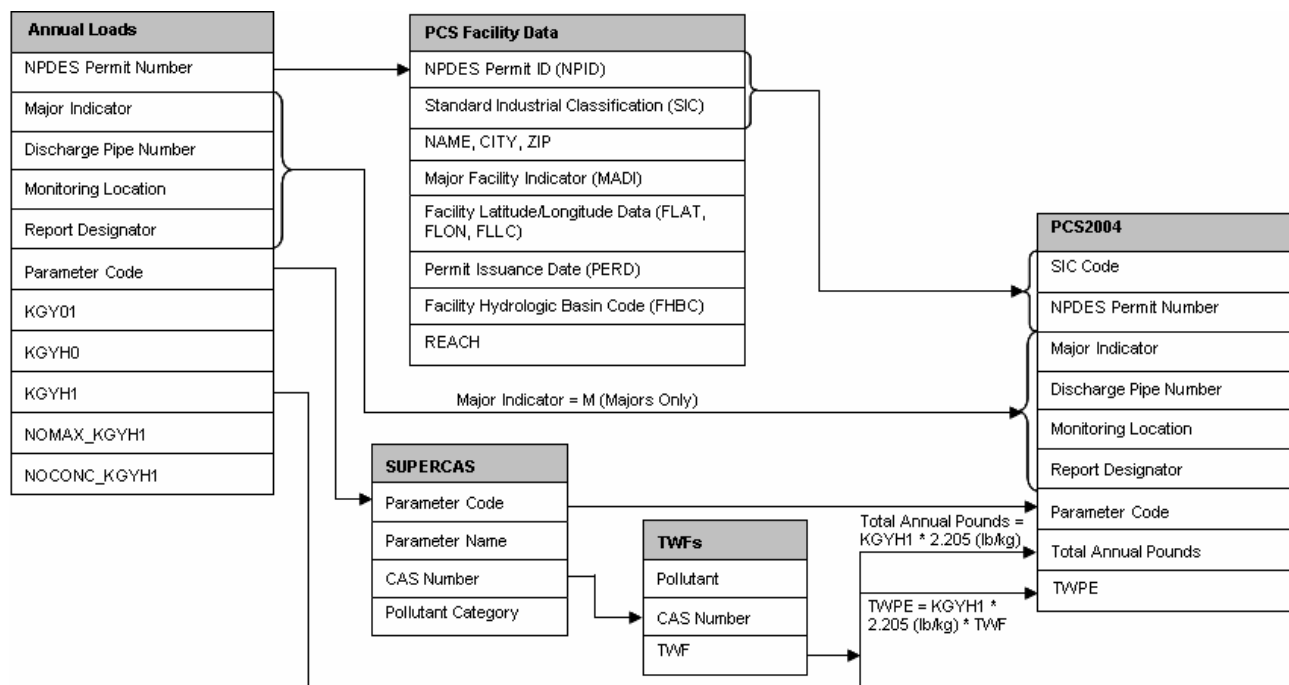 Annual Loads
NPDES Permit Number
Major Indicator
Discharge Pipe Number
Monitoring Location
Report Designator
Parameter Code
KGY01
KGYH0
KGYH1
NOMAX_KGYH1
NOCONC_KGYH1
PCS Facility Data
NPDES Permit ID (NPID)
Standard Industrial Classification (SIC)
NAME, CITY, ZIP
Major Facility Indicator (MADI)
Facility Latitude/Longitude Data (FLAT,
FLON, FLLC)
Permit Issuance Date (PERD)
Facility Hydrologic Basin Code (FHBC)
REACH
Major Indicator = M (Majors Only)
SUPERCAS
Parameter Code
Parameter Name
CAS Number
Pollutant Category
TWFs
Pollutant
CAS Number
TWF
Total Annual Pounds =
KGYH1 * 2.205 (lb/kg)
TWPE = KGYH1 *
2.205 (lb/kg) * TWF
PCS2004
SIC Code
NPDES Permit Number
Major Indicator
Discharge Pipe Number
Monitoring Location
Report Designator
Parameter Code
Total Annual Pounds
TWPE